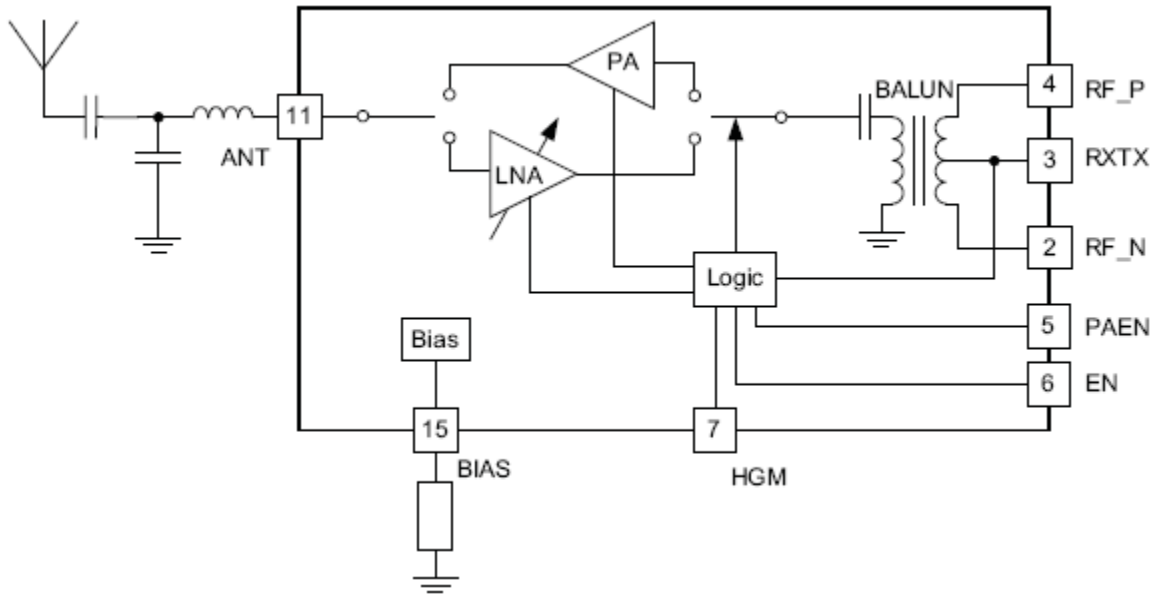 PA
BALUN
4
RF_P
11
ANT
LNA
3
RXTX
2
RF_N
Logic
5
PAEN
Bias
6
EN
15
BIAS
7
HGM